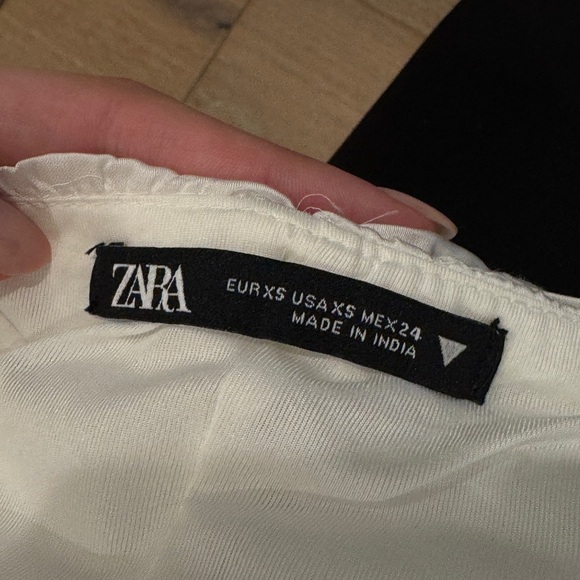 ZARA
EUR XS USA XS MEX 24
MADE IN INDIA